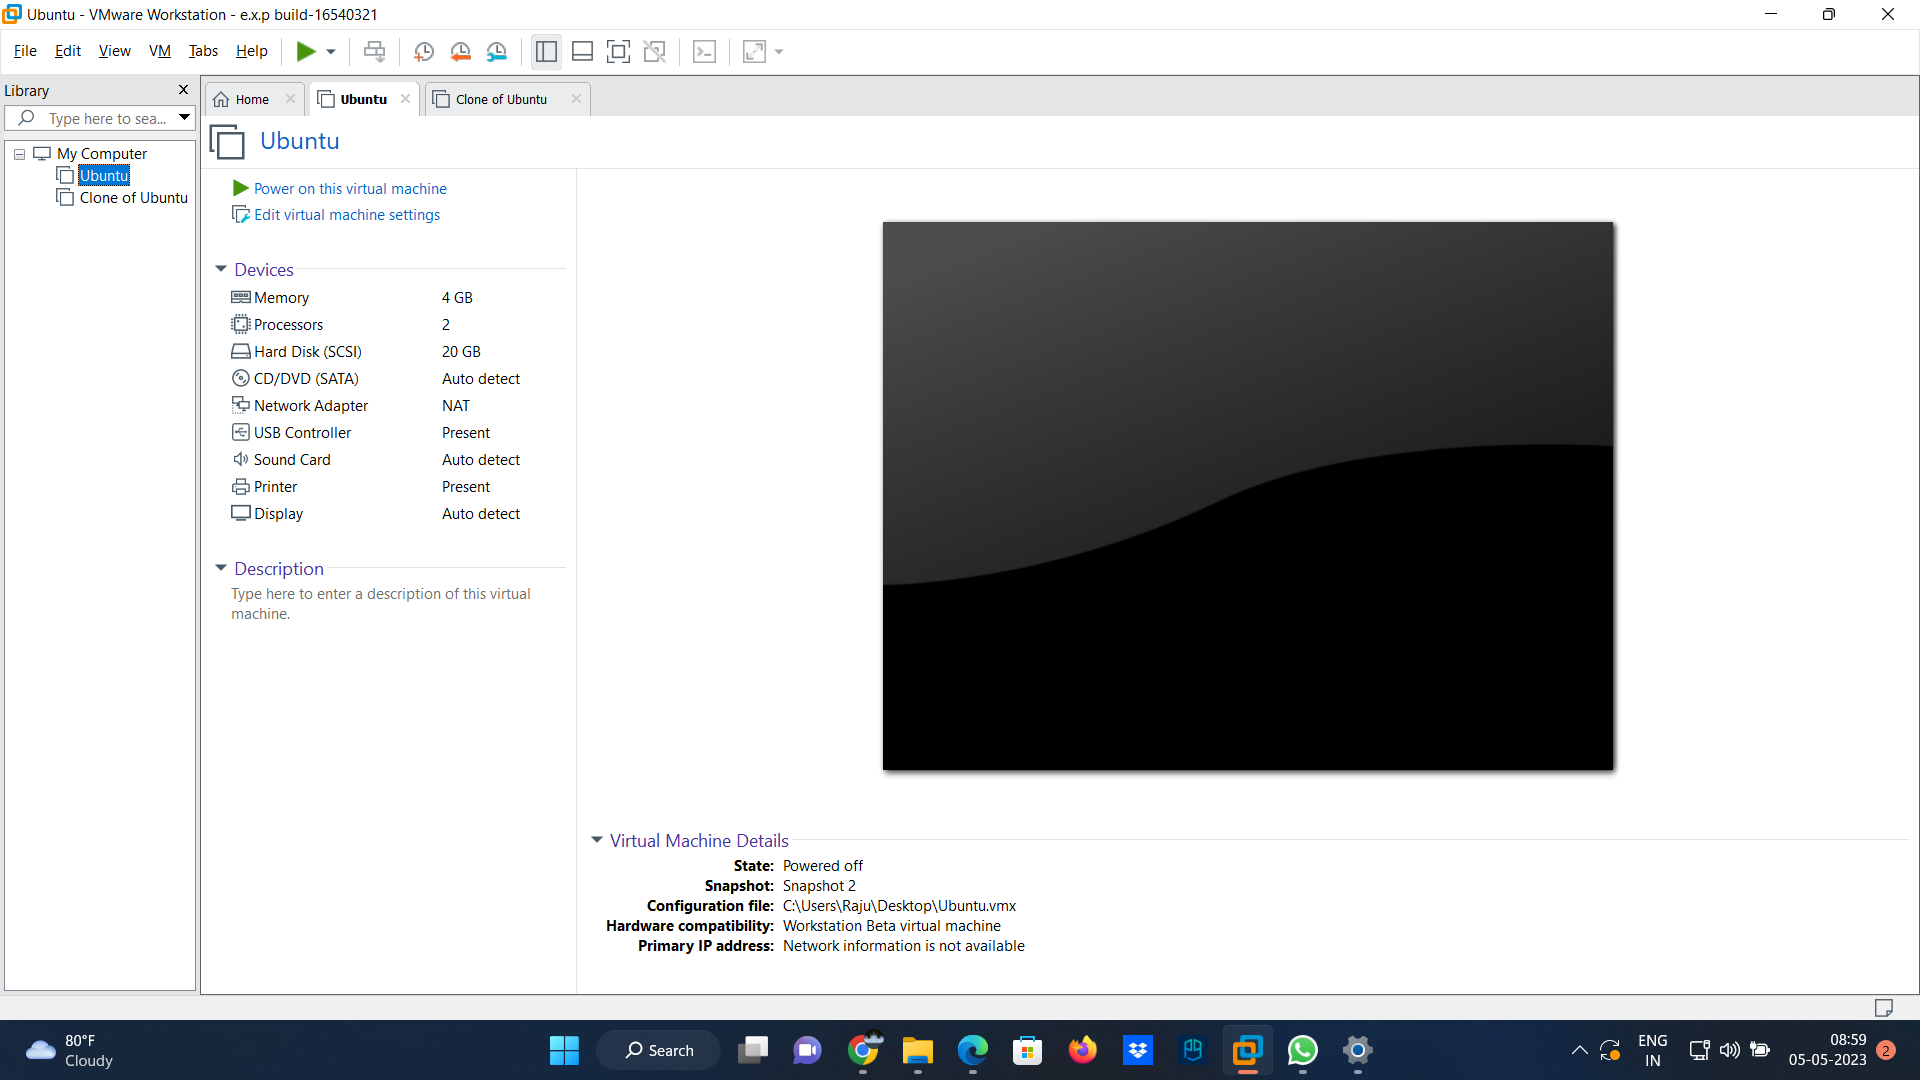 Ubuntu - VMware Workstation - e.x.p build-16540321
File Edit View VM Tabs Help
Library
Type here to sea...
My Computer
Ubuntu
Clone of Ubuntu
Home Ubuntu Clone of Ubuntu
Ubuntu
Power on this virtual machine
Edit virtual machine settings
Devices
Memory 4 GB
Processors 2
Hard Disk (SCSI) 20 GB
CD/DVD (SATA) Auto detect
Network Adapter NAT
USB Controller Present
Sound Card Auto detect
Printer Present
Display Auto detect
Description
Type here to enter a description of this virtual
machine.
Virtual Machine Details
State: Powered off
Snapshot: Snapshot 2
Configuration file: C:\Users\Raju\Desktop\Ubuntu.vmx
Hardware compatibility: Workstation Beta virtual machine
Primary IP address: Network information is not available
80°F
Cloudy
Search
ENG
IN
08:59
05-05-2023
2